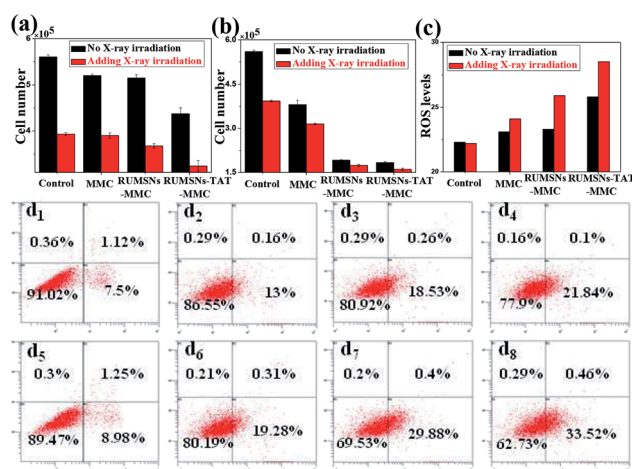 (a)
Cell number
6 ×10⁵
4
No X-ray irradiation
Adding X-ray irradiation
Control
MMC
RUMSNs
-MMC
RUMSNs-TAT
-MMC
(b)
Cell number
6.0 ×10⁵
4.5
3.0
1.5
No X-ray irradiation
Adding X-ray irradiation
Control
MMC
RUMSNs
-MMC
RUMSNs-TAT
-MMC
(c)
ROS levels
30
25
20
No X-ray irradiation
Adding X-ray irradiation
Control
MMC
RUMSNs
-MMC
RUMSNs-TAT
-MMC
d1
0.36% 1.12%
91.02% 7.5%
d2
0.29% 0.16%
86.55% 13%
d3
0.29% 0.26%
80.92% 18.53%
d4
0.16% 0.1%
77.9% 21.84%
d5
0.3% 1.25%
89.47% 8.98%
d6
0.21% 0.31%
80.19% 19.28%
d7
0.2% 0.4%
69.53% 29.88%
d8
0.29% 0.46%
62.73% 33.52%